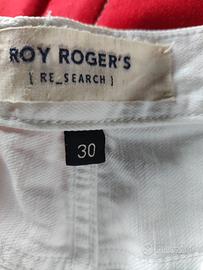 ROY ROGER'S
[ RE_SEARCH ]
30